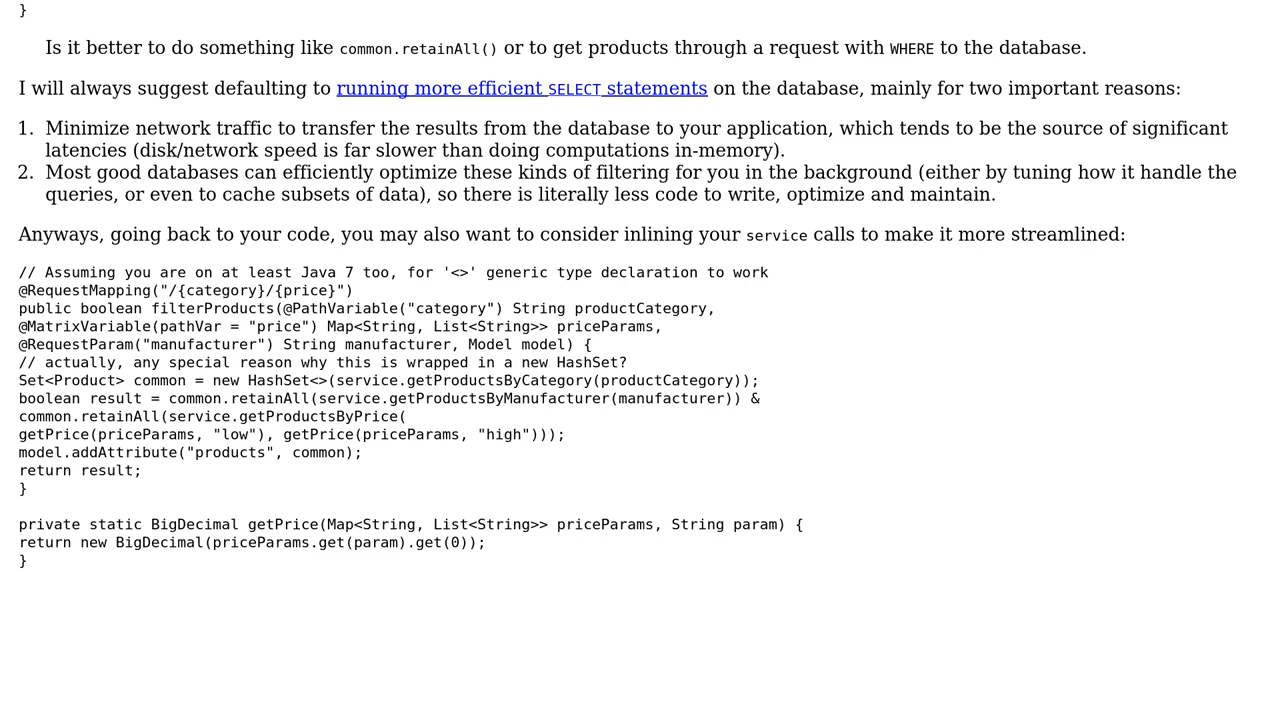 }
Is it better to do something like common.retainAll() or to get products through a request with WHERE to the database.
I will always suggest defaulting to running more efficient SELECT statements on the database, mainly for two important reasons:
1. Minimize network traffic to transfer the results from the database to your application, which tends to be the source of significant
latencies (disk/network speed is far slower than doing computations in-memory).
2. Most good databases can efficiently optimize these kinds of filtering for you in the background (either by tuning how it handle the
queries, or even to cache subsets of data), so there is literally less code to write, optimize and maintain.
Anyways, going back to your code, you may also want to consider inlining your service calls to make it more streamlined:
// Assuming you are on at least Java 7 too, for '<>' generic type declaration to work
@RequestMapping("/{category}/{price}")
public boolean filterProducts(@PathVariable("category") String productCategory,
@MatrixVariable(pathVar = "price") Map<String, List<String>> priceParams,
@RequestParam("manufacturer") String manufacturer, Model model) {
// actually, any special reason why this is wrapped in a new HashSet?
Set<Product> common = new HashSet<>(service.getProductsByCategory(productCategory));
boolean result = common.retainAll(service.getProductsByManufacturer(manufacturer)) &
common.retainAll(service.getProductsByPrice(
getPrice(priceParams, "low"), getPrice(priceParams, "high")));
model.addAttribute("products", common);
return result;
}
private static BigDecimal getPrice(Map<String, List<String>> priceParams, String param) {
return new BigDecimal(priceParams.get(param).get(0));
}